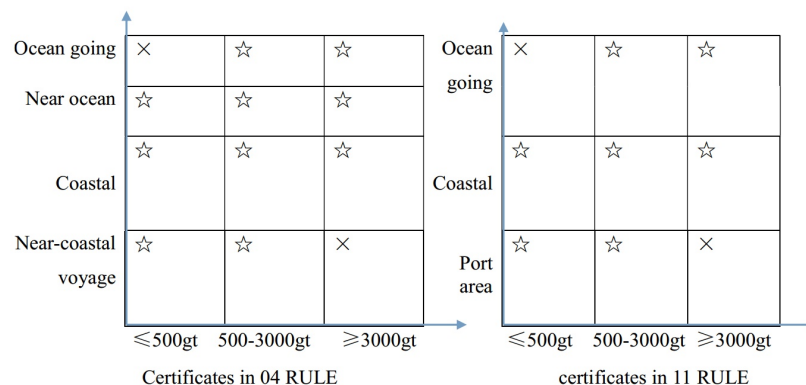 Ocean going × ☆ ☆
Near ocean ☆ ☆ ☆
Coastal ☆ ☆ ☆
Near-coastal ☆ ☆ ×
voyage
≤500gt 500-3000gt ≥3000gt
Certificates in 04 RULE
Ocean × ☆ ☆
going
Coastal ☆ ☆ ☆
Port ☆ ☆ ×
area
≤500gt 500-3000gt ≥3000gt
certificates in 11 RULE